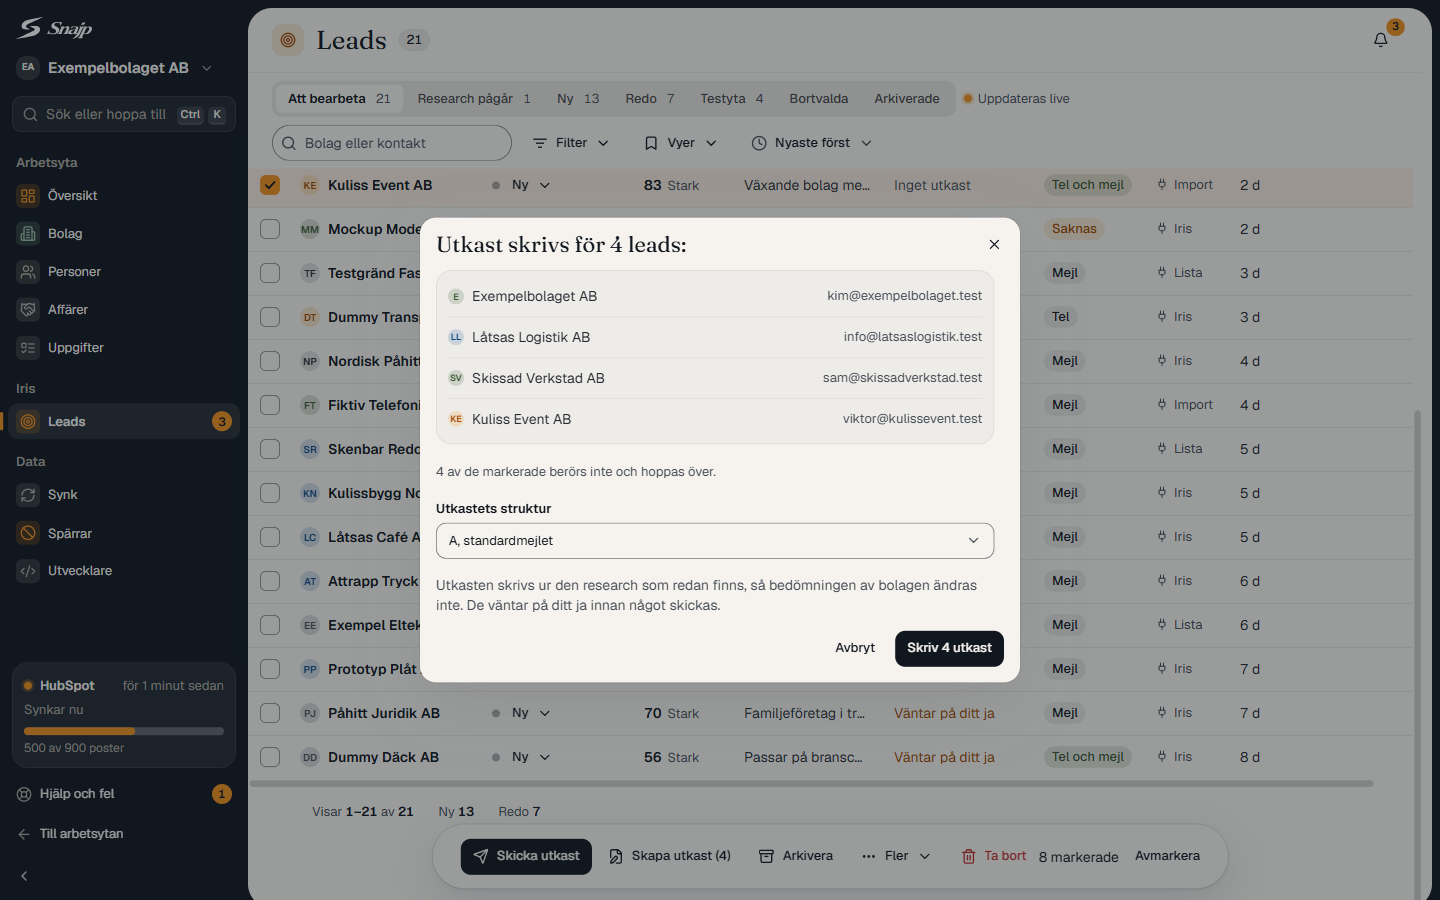 Snajp
EA Exempelbolaget AB
Sök eller hoppa till Ctrl K
Arbetsyta
Översikt
Bolag
Personer
Affärer
Uppgifter
Iris
Leads 3
Data
Synk
Spärrar
Utvecklare
HubSpot för 1 minut sedan
Synkar nu
500 av 900 poster
Hjälp och fel 1
Till arbetsytan
Leads 21
3
Att bearbeta 21 Research pågår 1 Ny 13 Redo 7 Testyta 4 Bortvalda Arkiverade Uppdateras live
Bolag eller kontakt Filter Vyer Nyaste först
KE Kuliss Event AB Ny 83 Stark Växande bolag me... Inget utkast Tel och mejl Import 2 d
MM Mockup Mode Saknas Iris 2 d
TF Testgränd Fas Mejl Lista 3 d
DT Dummy Trans Tel Iris 3 d
NP Nordisk Påhitt Mejl Iris 4 d
FT Fiktiv Telefoni Mejl Import 4 d
SR Skenbar Redo Mejl Lista 5 d
KN Kulissbygg No Mejl Iris 5 d
LC Låtsas Café A Mejl Iris 5 d
AT Attrapp Tryck Mejl Iris 6 d
EE Exempel Eltek Mejl Lista 6 d
PP Prototyp Plåt Mejl Iris 7 d
PJ Påhitt Juridik AB Ny 70 Stark Familjeföretag i tr... Väntar på ditt ja Mejl Iris 7 d
DD Dummy Däck AB Ny 56 Stark Passar på bransc... Väntar på ditt ja Tel och mejl Iris 8 d
Visar 1–21 av 21 Ny 13 Redo 7
Skicka utkast Skapa utkast (4) Arkivera Fler Ta bort 8 markerade Avmarkera
Utkast skrivs för 4 leads:
E Exempelbolaget AB kim@exempelbolaget.test
LL Låtsas Logistik AB info@latsaslogistik.test
SV Skissad Verkstad AB sam@skissadverkstad.test
KE Kuliss Event AB viktor@kulissevent.test
4 av de markerade berörs inte och hoppas över.
Utkastets struktur
A, standardmejlet
Utkasten skrivs ur den research som redan finns, så bedömningen av bolagen ändras
inte. De väntar på ditt ja innan något skickas.
Avbryt Skriv 4 utkast